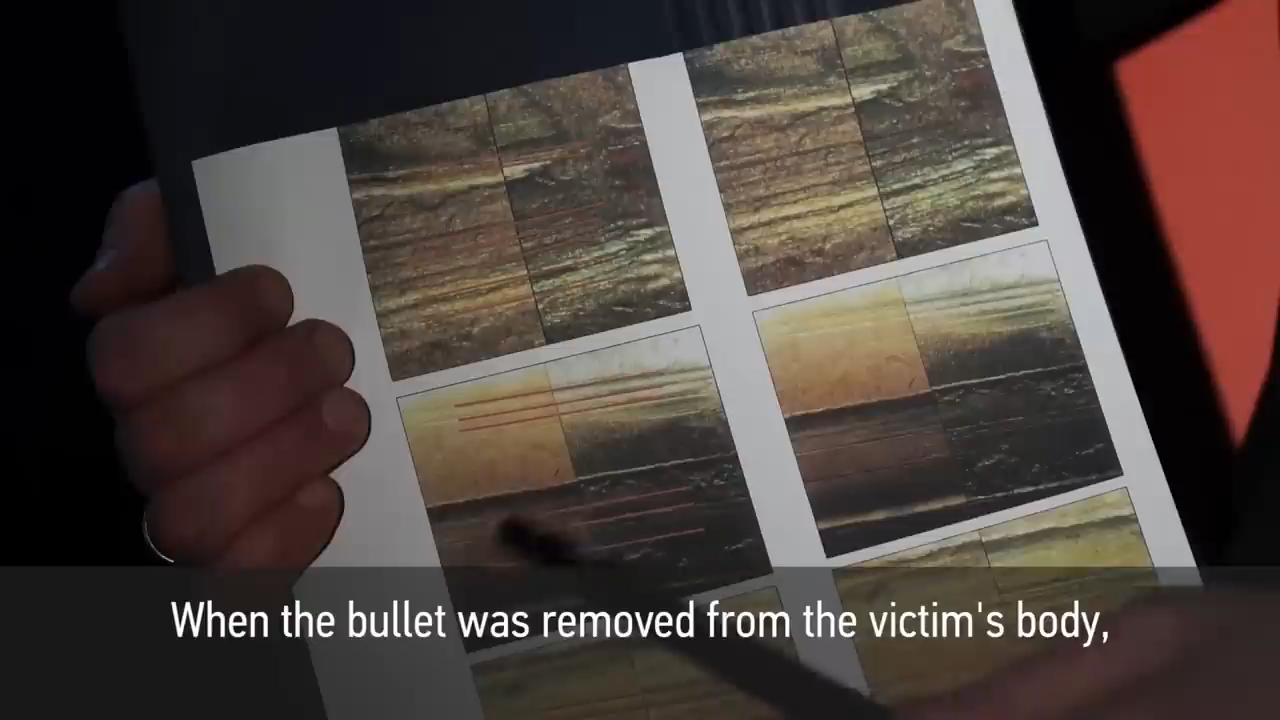 When the bullet was removed from the victim's body,